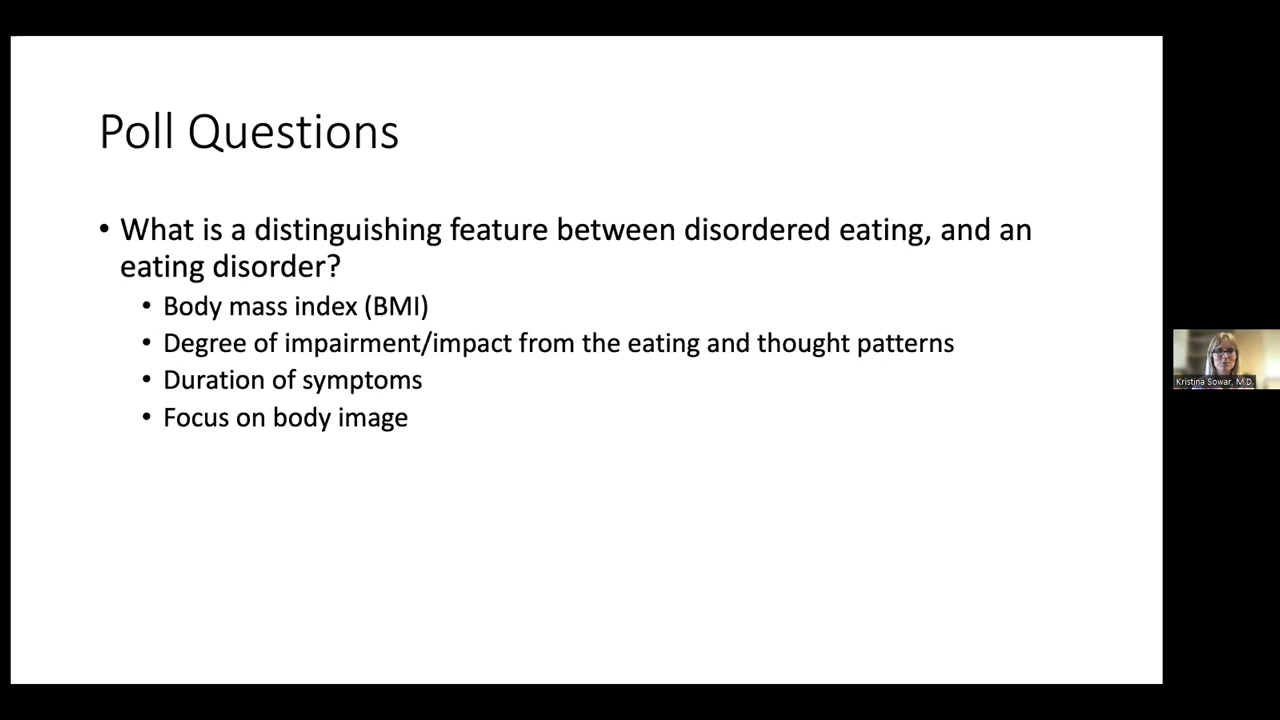 Poll Questions
• What is a distinguishing feature between disordered eating, and an
eating disorder?
• Body mass index (BMI)
• Degree of impairment/impact from the eating and thought patterns
• Duration of symptoms
• Focus on body image
Kristina Sowar, M.D.